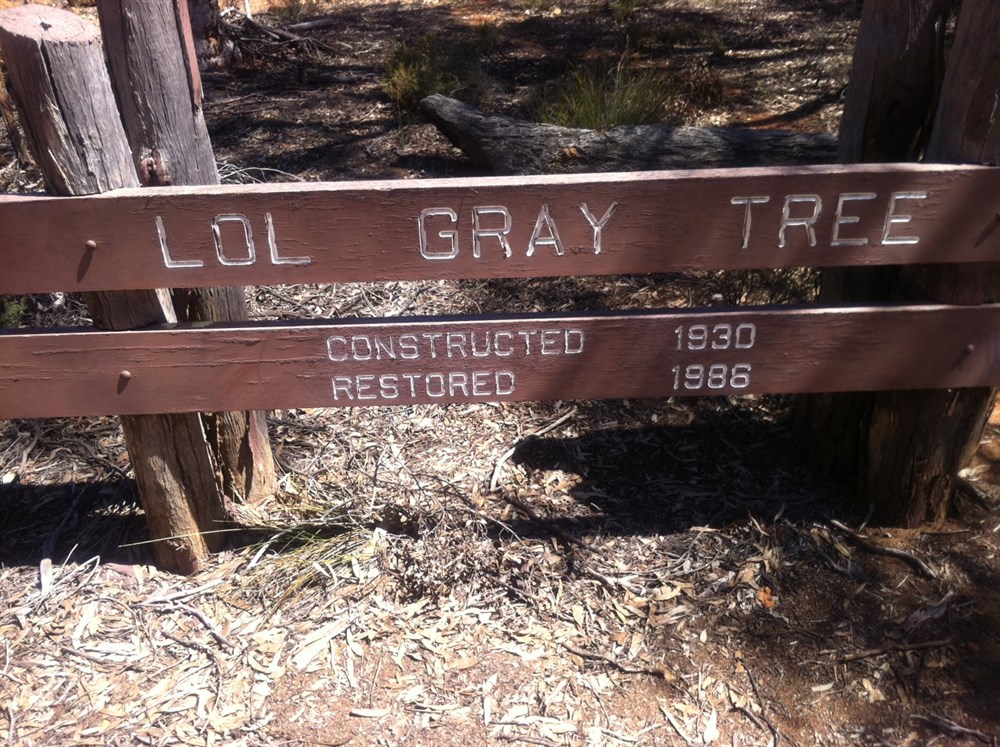 LOL GRAY TREE
CONSTRUCTED 1930
RESTORED 1986